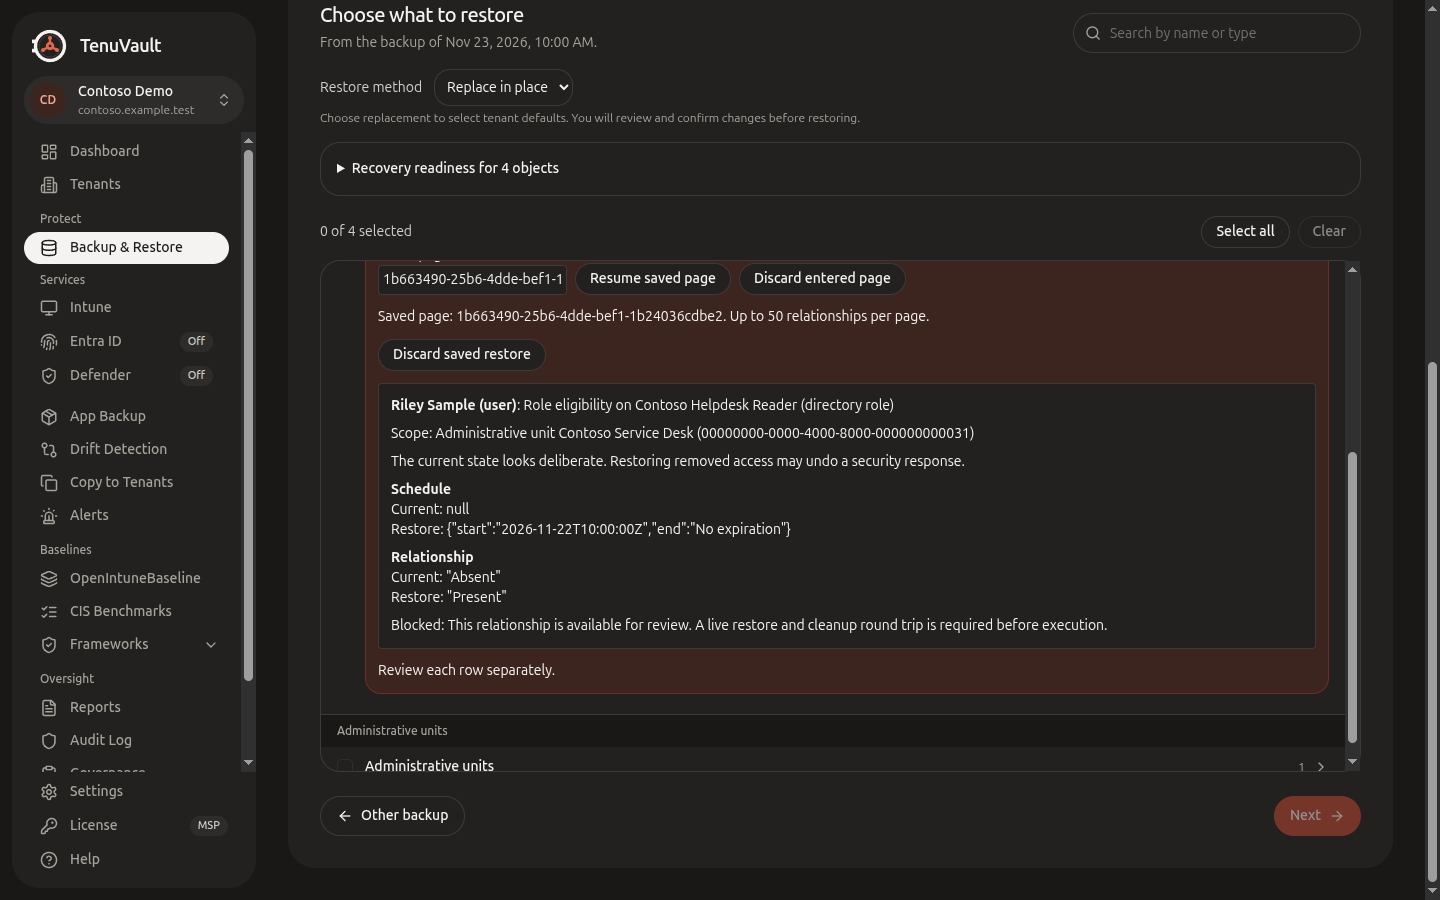 TenuVault
CD
Contoso Demo
contoso.example.test
Dashboard
Tenants
Protect
Backup & Restore
Services
Intune
Entra ID Off
Defender Off
App Backup
Drift Detection
Copy to Tenants
Alerts
Baselines
OpenIntuneBaseline
CIS Benchmarks
Frameworks
Oversight
Reports
Audit Log
Settings
License MSP
Help
Choose what to restore
From the backup of Nov 23, 2026, 10:00 AM.
Search by name or type
Restore method Replace in place
Choose replacement to select tenant defaults. You will review and confirm changes before restoring.
Recovery readiness for 4 objects
0 of 4 selected
Select all Clear
1b663490-25b6-4dde-bef1-1 Resume saved page Discard entered page
Saved page: 1b663490-25b6-4dde-bef1-1b24036cdbe2. Up to 50 relationships per page.
Discard saved restore
Riley Sample (user): Role eligibility on Contoso Helpdesk Reader (directory role)
Scope: Administrative unit Contoso Service Desk (00000000-0000-4000-8000-000000000031)
The current state looks deliberate. Restoring removed access may undo a security response.
Schedule
Current: null
Restore: {"start":"2026-11-22T10:00:00Z","end":"No expiration"}
Relationship
Current: "Absent"
Restore: "Present"
Blocked: This relationship is available for review. A live restore and cleanup round trip is required before execution.
Review each row separately.
Administrative units
Administrative units 1
Other backup
Next